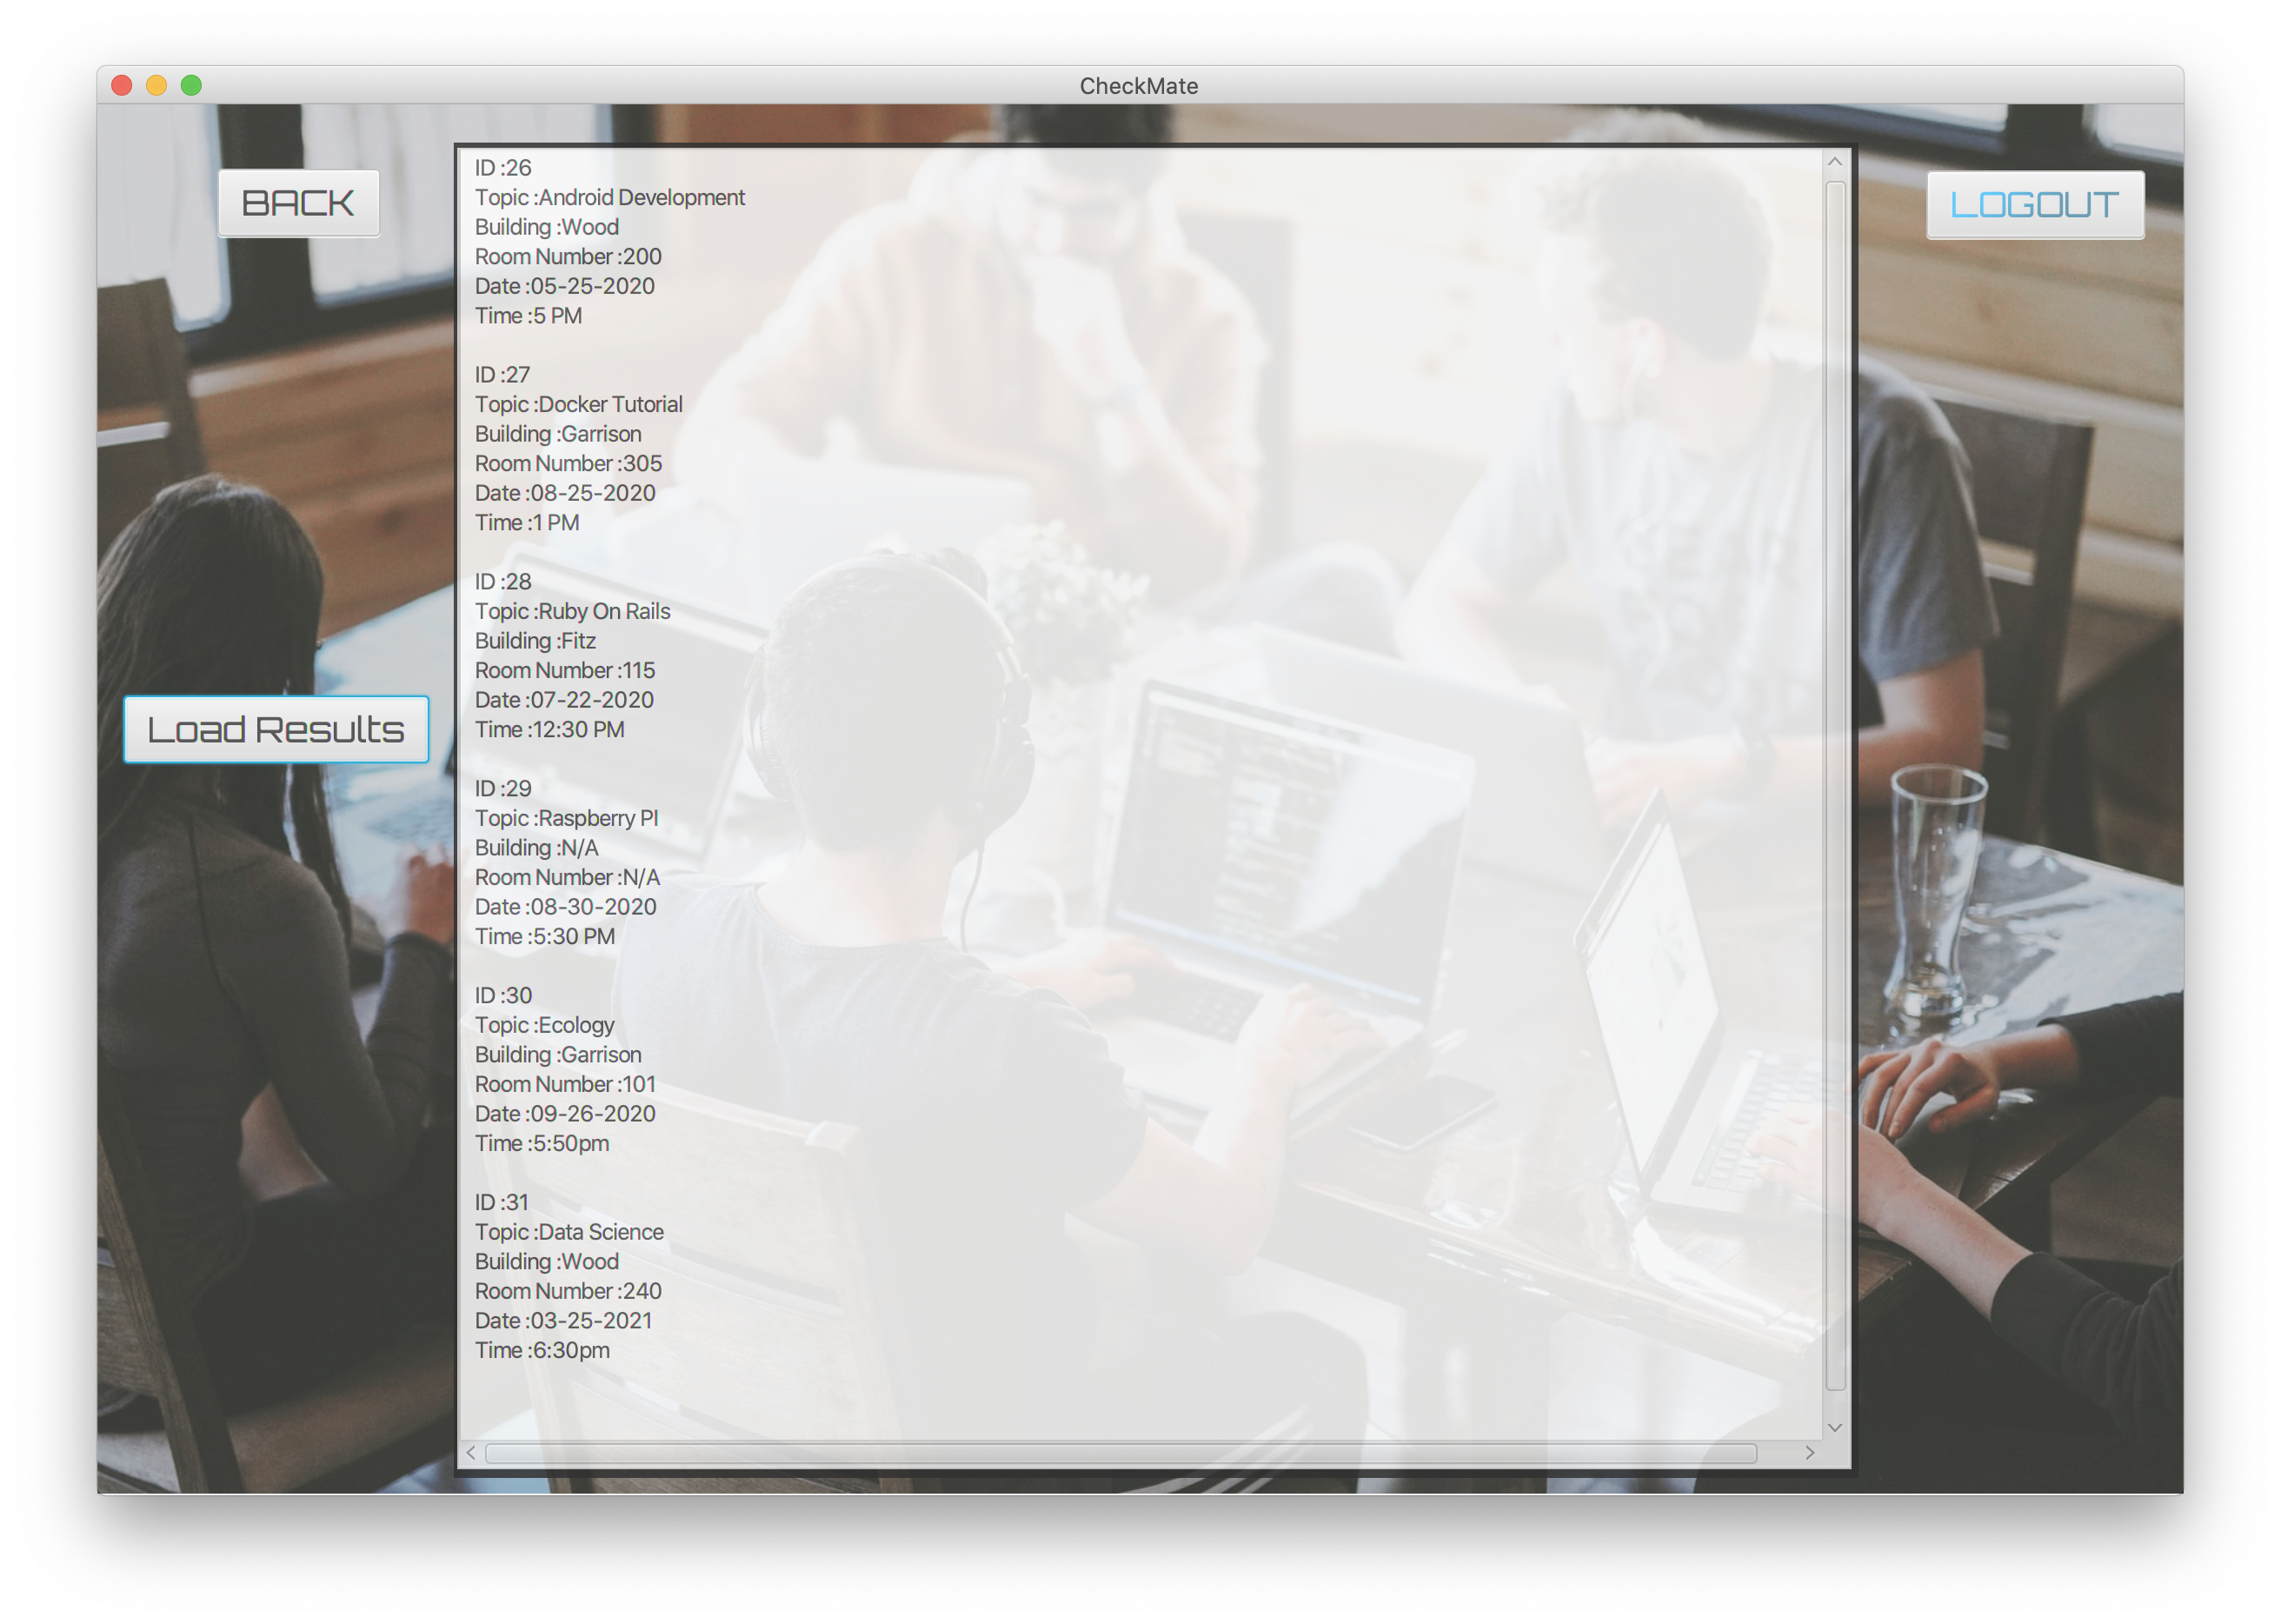 CheckMate
BACK
LOGOUT
Load Results
ID :26
Topic :Android Development
Building :Wood
Room Number :200
Date :05-25-2020
Time :5 PM
ID :27
Topic :Docker Tutorial
Building :Garrison
Room Number :305
Date :08-25-2020
Time :1 PM
ID :28
Topic :Ruby On Rails
Building :Fitz
Room Number :115
Date :07-22-2020
Time :12:30 PM
ID :29
Topic :Raspberry PI
Building :N/A
Room Number :N/A
Date :08-30-2020
Time :5:30 PM
ID :30
Topic :Ecology
Building :Garrison
Room Number :101
Date :09-26-2020
Time :5:50pm
ID :31
Topic :Data Science
Building :Wood
Room Number :240
Date :03-25-2021
Time :6:30pm